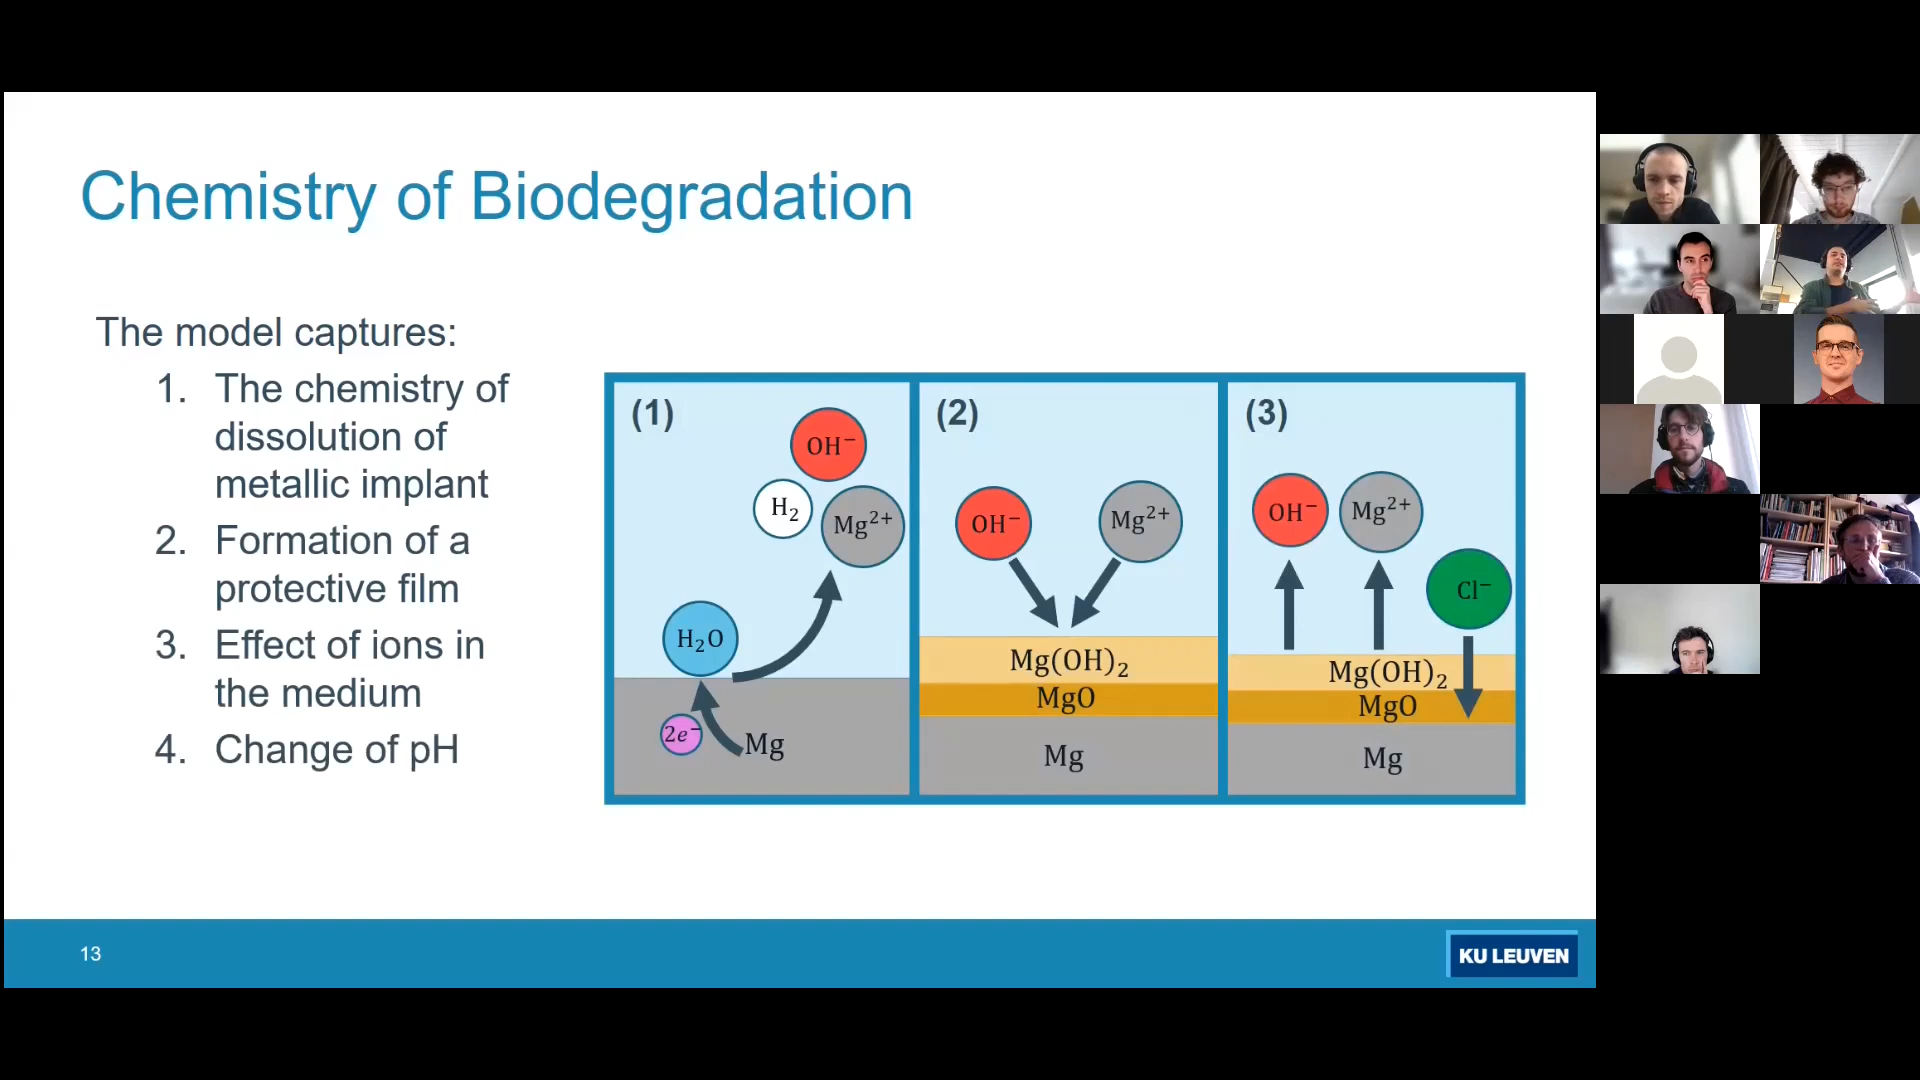 Chemistry of Biodegradation
The model captures:
1. The chemistry of
dissolution of
metallic implant
2. Formation of a
protective film
3. Effect of ions in
the medium
4. Change of pH
(1)
OH⁻
H₂
Mg²⁺
H₂O
2e⁻
Mg
(2)
OH⁻
Mg²⁺
Mg(OH)₂
MgO
Mg
(3)
OH⁻
Mg²⁺
Cl⁻
Mg(OH)₂
MgO
Mg
13
KU LEUVEN